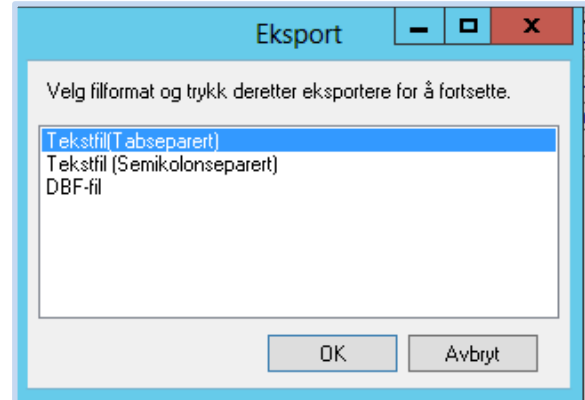 Eksport
Velg filformat og trykk deretter eksportere for å fortsette.
Tekstfil(Tabseparert)
Tekstfil (Semikolonseparert)
DBF-fil
OK
Avbryt